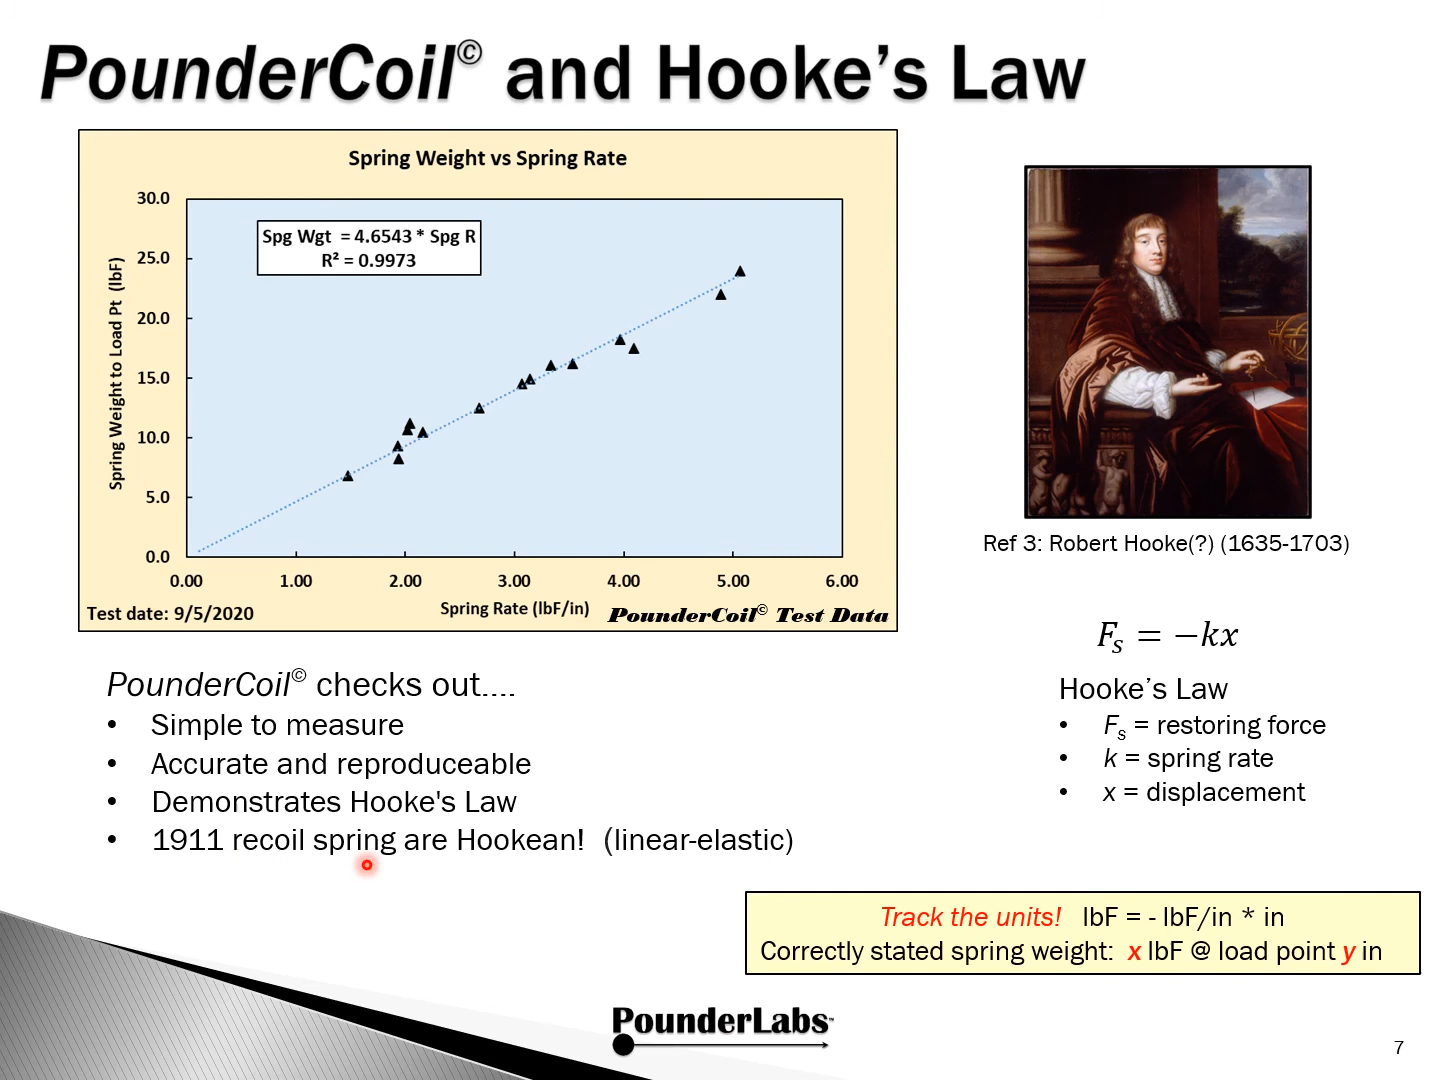 PounderCoil© and Hooke’s Law
Spring Weight vs Spring Rate
Spg Wgt = 4.6543 * Spg R
R² = 0.9973
Spring Weight to Load Pt (lbF)
30.0
25.0
20.0
15.0
10.0
5.0
0.0
0.00 1.00 2.00 3.00 4.00 5.00 6.00
Spring Rate (lbF/in)
Test date: 9/5/2020
PounderCoil© Test Data
Ref 3: Robert Hooke(?) (1635-1703)
Fs = −kx
Hooke’s Law
• Fs = restoring force
• k = spring rate
• x = displacement
PounderCoil© checks out....
• Simple to measure
• Accurate and reproduceable
• Demonstrates Hooke's Law
• 1911 recoil spring are Hookean! (linear-elastic)
Track the units! lbF = - lbF/in * in
Correctly stated spring weight: x lbF @ load point y in
PounderLabs™
7